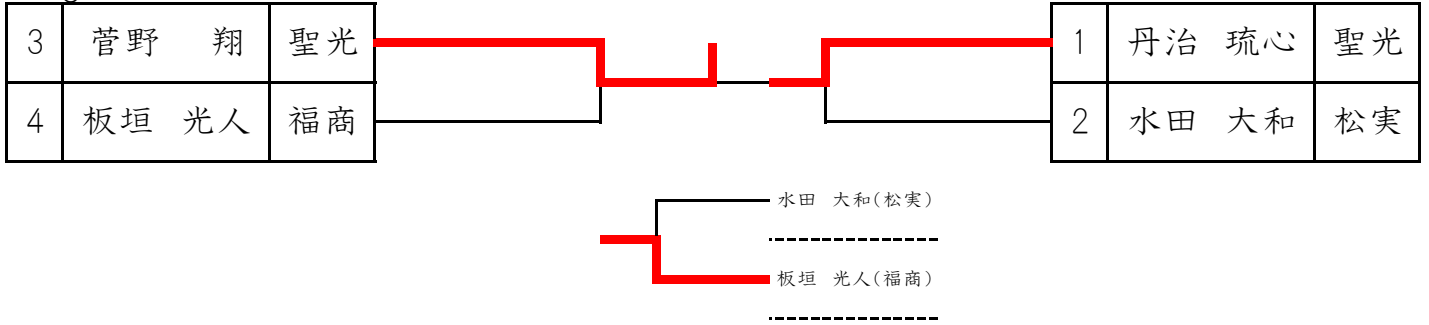 3 菅野 翔 聖光
4 板垣 光人 福商
1 丹治 琉心 聖光
2 水田 大和 松実
水田 大和(松実)
板垣 光人(福商)